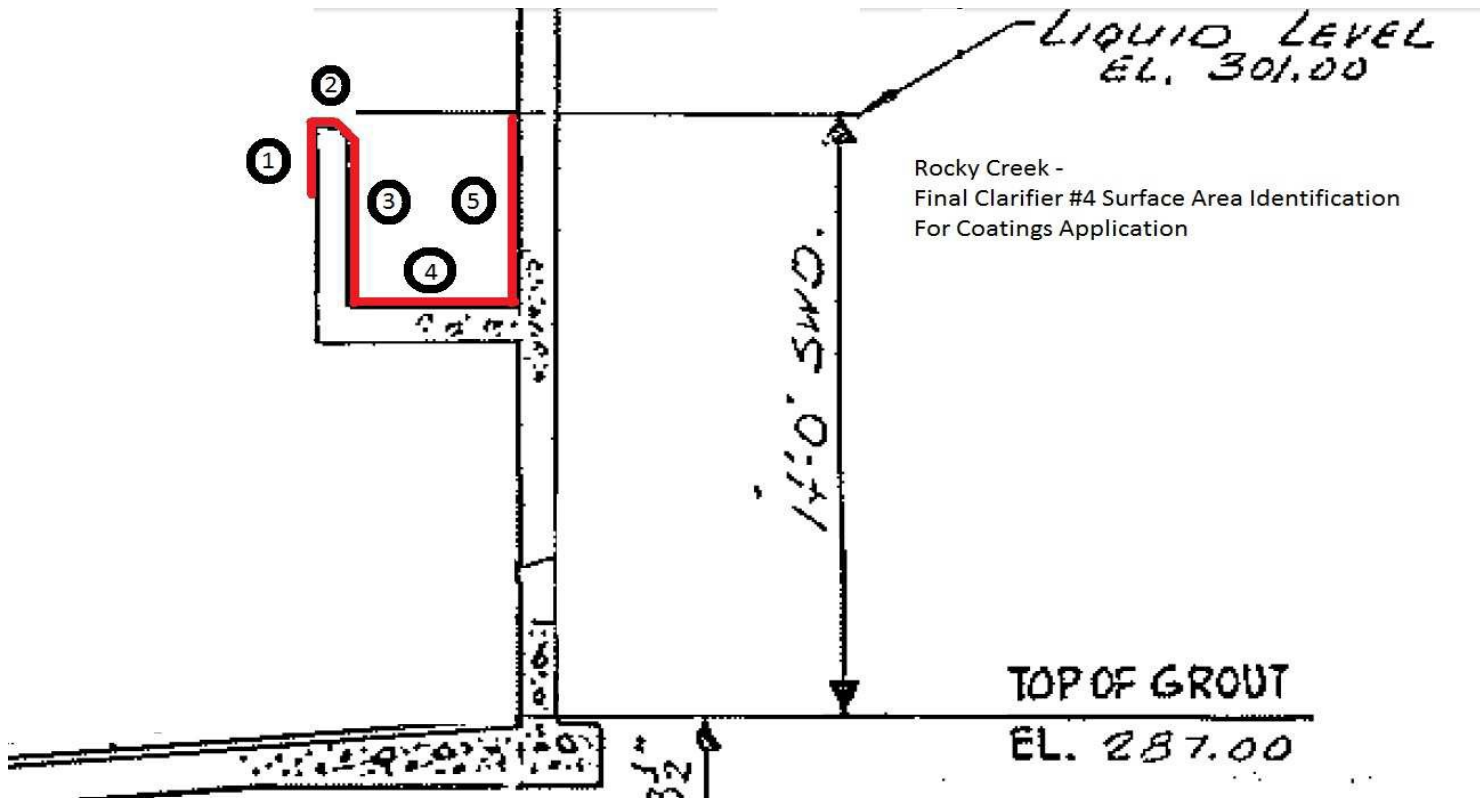 LIQUID LEVEL
EL. 301.00
2
1
3
5
4
Rocky Creek -
Final Clarifier #4 Surface Area Identification
For Coatings Application
14'-0" SWD.
TOP OF GROUT
EL. 287.00